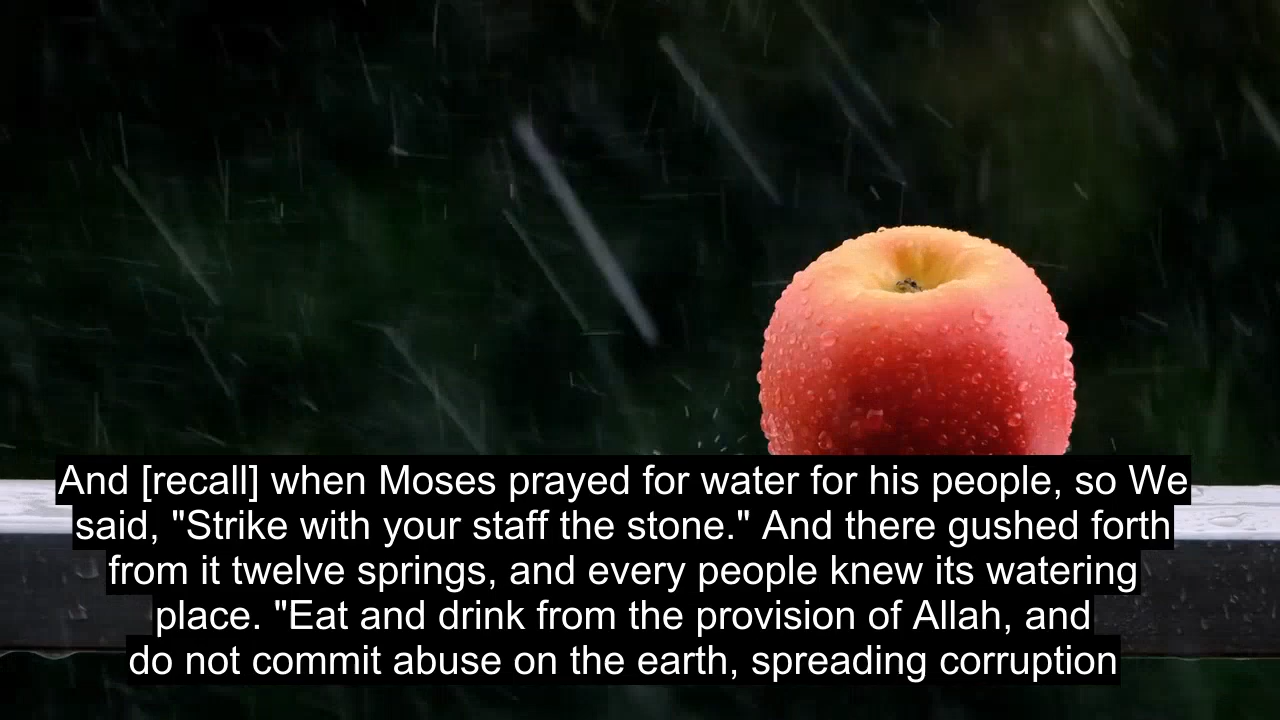 And [recall] when Moses prayed for water for his people, so We
said, "Strike with your staff the stone." And there gushed forth
from it twelve springs, and every people knew its watering
place. "Eat and drink from the provision of Allah, and
do not commit abuse on the earth, spreading corruption